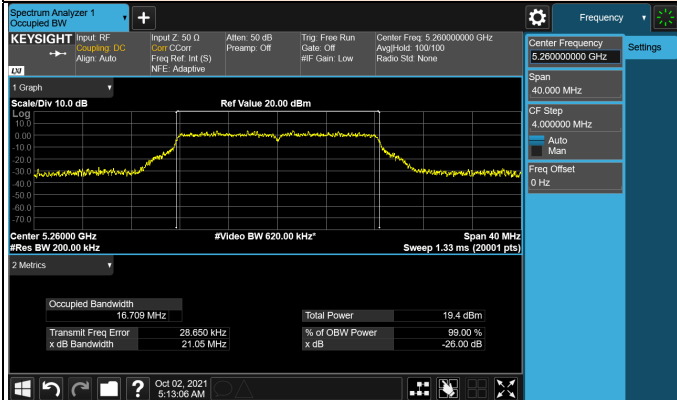 Spectrum Analyzer 1
Occupied BW
Frequency
KEYSIGHT
Input: RF
Coupling: DC
Align: Auto
Input Z: 50 Ω
Corr CCorr
Freq Ref: Int (S)
NFE: Adaptive
Atten: 50 dB
Preamp: Off
Trig: Free Run
Gate: Off
#IF Gain: Low
Center Freq: 5.260000000 GHz
Avg|Hold: 100/100
Radio Std: None
LXI
Center Frequency
5.260000000 GHz
Settings
Span
40.000 MHz
CF Step
4.000000 MHz
Auto
Man
Freq Offset
0 Hz
1 Graph
Scale/Div 10.0 dB
Ref Value 20.00 dBm
Log
10.0
0.00
-10.0
-20.0
-30.0
-40.0
-50.0
-60.0
-70.0
Center 5.26000 GHz
#Video BW 620.00 kHz*
Span 40 MHz
#Res BW 200.00 kHz
Sweep 1.33 ms (20001 pts)
2 Metrics
Occupied Bandwidth
16.709 MHz
Total Power 19.4 dBm
Transmit Freq Error 28.650 kHz
% of OBW Power 99.00 %
x dB Bandwidth 21.05 MHz
x dB -26.00 dB
?
Oct 02, 2021
5:13:06 AM